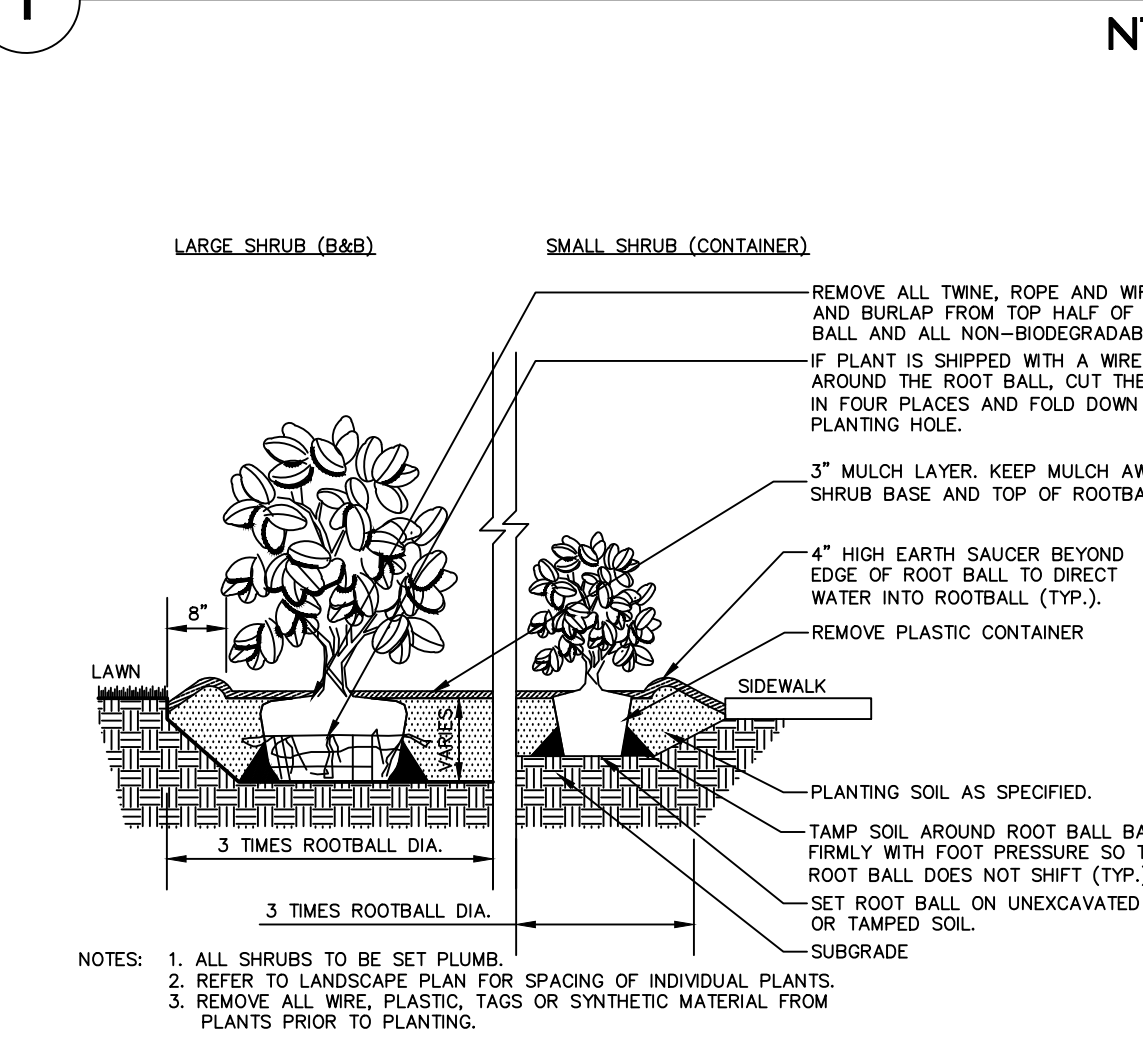 1
LARGE SHRUB (B&B)
SMALL SHRUB (CONTAINER)
REMOVE ALL TWINE, ROPE AND
AND BURLAP FROM TOP HALF OF
BALL AND ALL
IF PLANT IS SHIPPED WITH A WIRE
AROUND THE ROOT BALL, CUT THE
IN FOUR PLACES AND FOLD DOWN
PLANTING HOLE.
3" MULCH LAYER. KEEP MULCH
SHRUB BASE AND TOP OF
4" HIGH EARTH SAUCER BEYOND
EDGE OF ROOT BALL TO DIRECT
WATER INTO ROOTBALL (TYP.).
REMOVE PLASTIC CONTAINER
8"
LAWN
SIDEWALK
VARIES
PLANTING SOIL AS SPECIFIED.
TAMP SOIL AROUND ROOT BALL
FIRMLY WITH FOOT PRESSURE SO
ROOT BALL DOES NOT SHIFT (TYP.)
SET ROOT BALL ON UNEXCAVATED
OR TAMPED SOIL.
SUBGRADE
3 TIMES ROOTBALL DIA.
3 TIMES ROOTBALL DIA.
NOTES: 1. ALL SHRUBS TO BE SET PLUMB.
2. REFER TO LANDSCAPE PLAN FOR SPACING OF INDIVIDUAL PLANTS.
3. REMOVE ALL WIRE, PLASTIC, TAGS OR SYNTHETIC MATERIAL FROM
PLANTS PRIOR TO PLANTING.